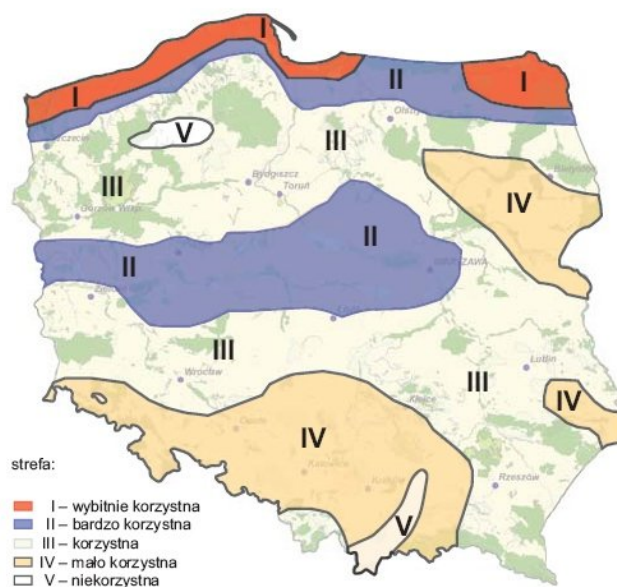 I
I
II
I
Olsztyn
Szczecin
V
III
Białystok
III
Bydgoszcz
Toruń
IV
Gorzów Wlkp.
II
II
WARSZAWA
III
Wrocław
III
Lublin
Kielce
IV
IV
Opole
Katowice
Kraków
Rzeszów
V
strefa:
I – wybitnie korzystna
II – bardzo korzystna
III – korzystna
IV – mało korzystna
V – niekorzystna